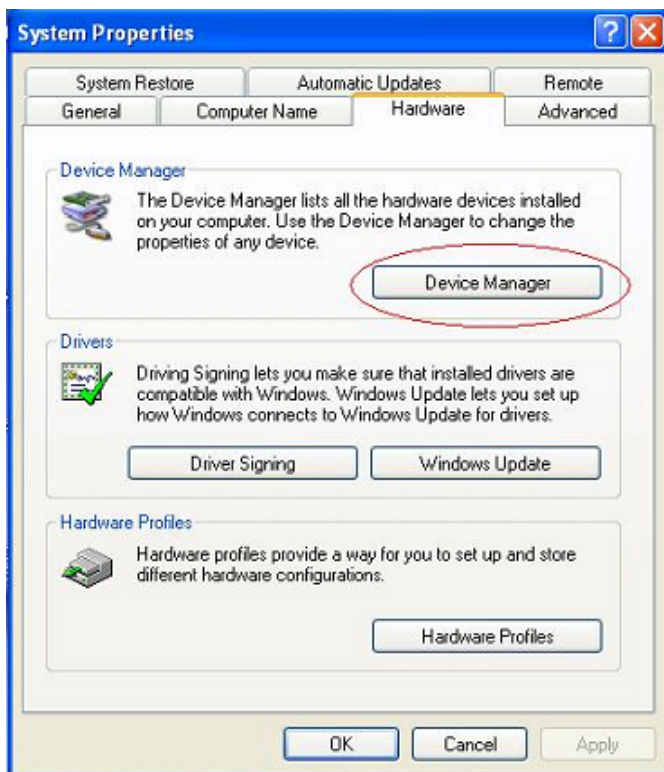 System Properties
System Restore Automatic Updates Remote
General Computer Name Hardware Advanced
Device Manager
The Device Manager lists all the hardware devices installed
on your computer. Use the Device Manager to change the
properties of any device.
Device Manager
Drivers
Driving Signing lets you make sure that installed drivers are
compatible with Windows. Windows Update lets you set up
how Windows connects to Windows Update for drivers.
Driver Signing Windows Update
Hardware Profiles
Hardware profiles provide a way for you to set up and store
different hardware configurations.
Hardware Profiles
OK Cancel Apply